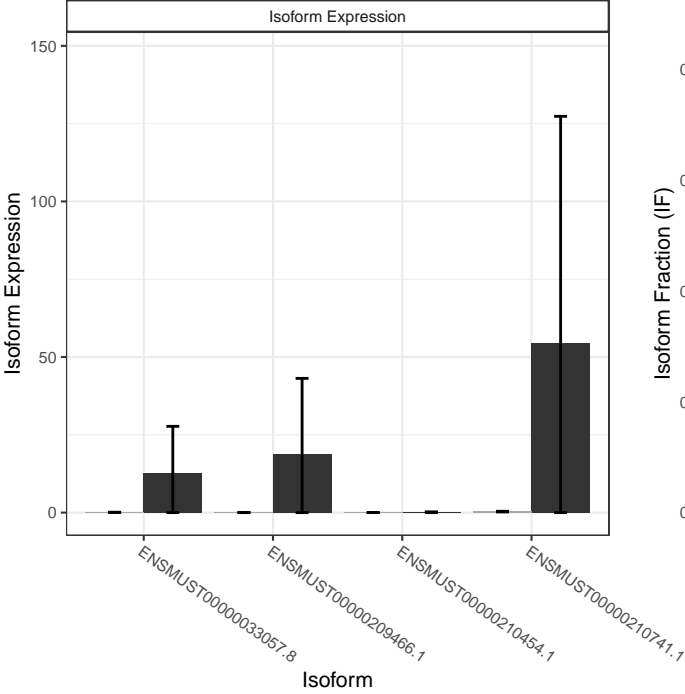 Isoform Expression
150
100
50
0
Isoform Expression
ENSMUST00000033057.8
ENSMUST00000209466.1
ENSMUST00000210454.1
ENSMUST00000210741.1
Isoform
Isoform Fraction (IF)
0
0
0
0
0